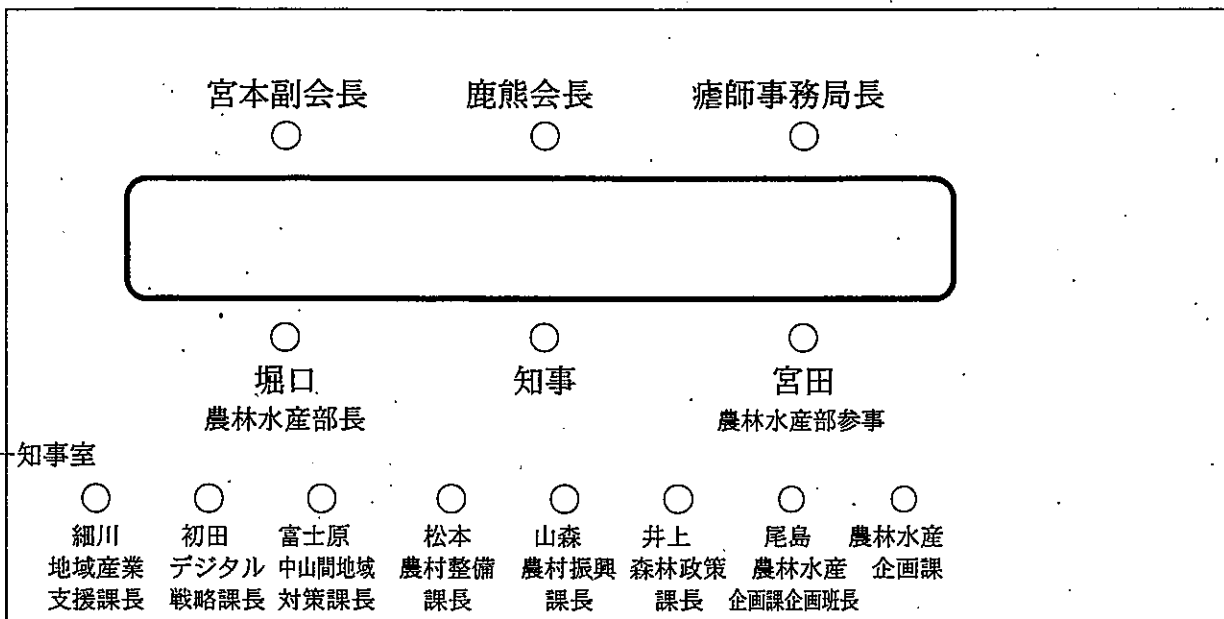 宮本副会長 鹿熊会長 瘧師事務局長
堀口 知事 宮田
農林水産部長 農林水産部参事
知事室
細川 初田 富士原 松本 山森 井上 尾島 農林水産
地域産業 デジタル 中山間地域 農村整備 農村振興 森林政策 農林水産 企画課
支援課長 戦略課長 対策課長 課長 課長 課長 企画課企画班長